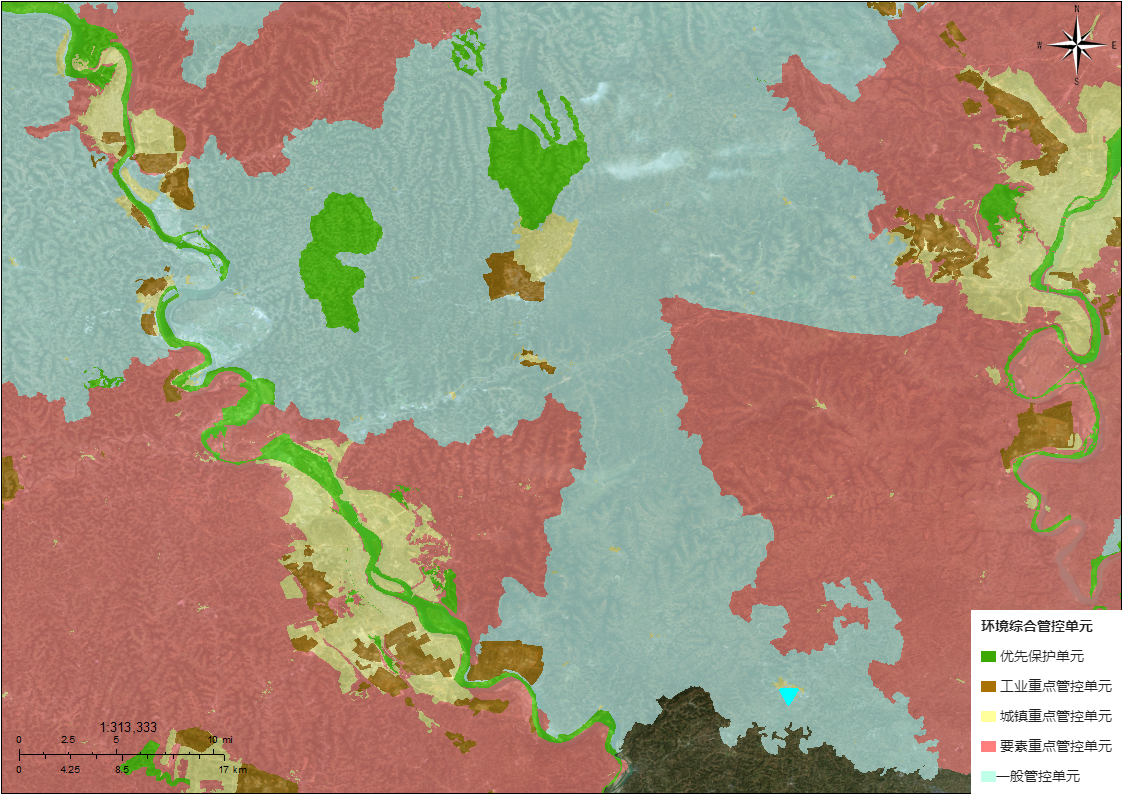 N
W E
S
环境综合管控单元
优先保护单元
工业重点管控单元
城镇重点管控单元
要素重点管控单元
一般管控单元
1:313,333
0 2.5 5 10 mi
0 4.25 8.5 17 km